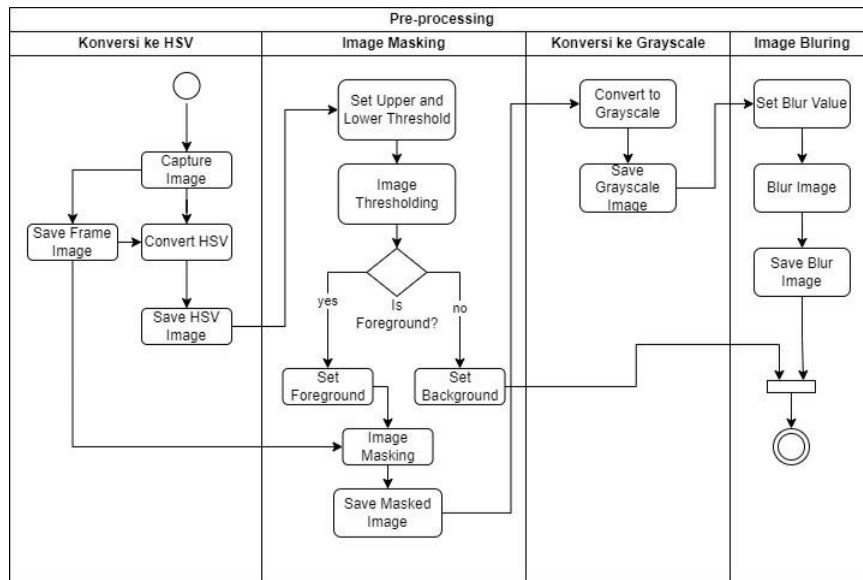 Pre-processing
Konversi ke HSV
Image Masking
Konversi ke Grayscale
Image Bluring
Capture
Image
Save Frame
Image
Convert HSV
Save HSV
Image
Set Upper and
Lower Threshold
Image
Thresholding
yes
Is
Foreground?
no
Set
Foreground
Set
Background
Image
Masking
Save Masked
Image
Convert to
Grayscale
Save
Grayscale
Image
Set Blur Value
Blur Image
Save Blur
Image